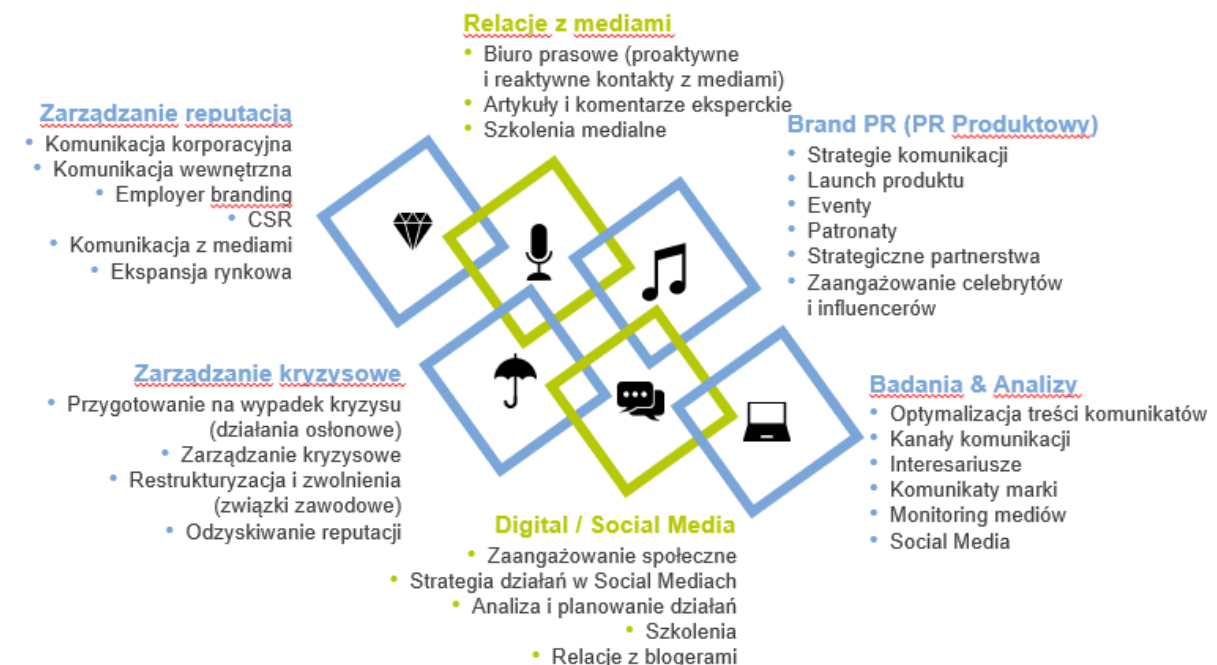 Relacje z mediami
• Biuro prasowe (proaktywne
i reaktywne kontakty z mediami)
• Artykuły i komentarze eksperckie
• Szkolenia medialne
Zarządzanie reputacją
• Komunikacja korporacyjna
• Komunikacja wewnętrzna
• Employer branding
• CSR
• Komunikacja z mediami
• Ekspansja rynkowa
Brand PR (PR Produktowy)
• Strategie komunikacji
• Launch produktu
• Eventy
• Patronaty
• Strategiczne partnerstwa
• Zaangażowanie celebrytów
i influencerów
Zarządzanie kryzysowe
• Przygotowanie na wypadek kryzysu
(działania osłonowe)
• Zarządzanie kryzysowe
• Restrukturyzacja i zwolnienia
(związki zawodowe)
• Odzyskiwanie reputacji
Badania & Analizy
• Optymalizacja treści komunikatów
• Kanały komunikacji
• Interesariusze
• Komunikaty marki
• Monitoring mediów
• Social Media
Digital / Social Media
• Zaangażowanie społeczne
• Strategia działań w Social Mediach
• Analiza i planowanie działań
• Szkolenia
• Relacje z blogerami